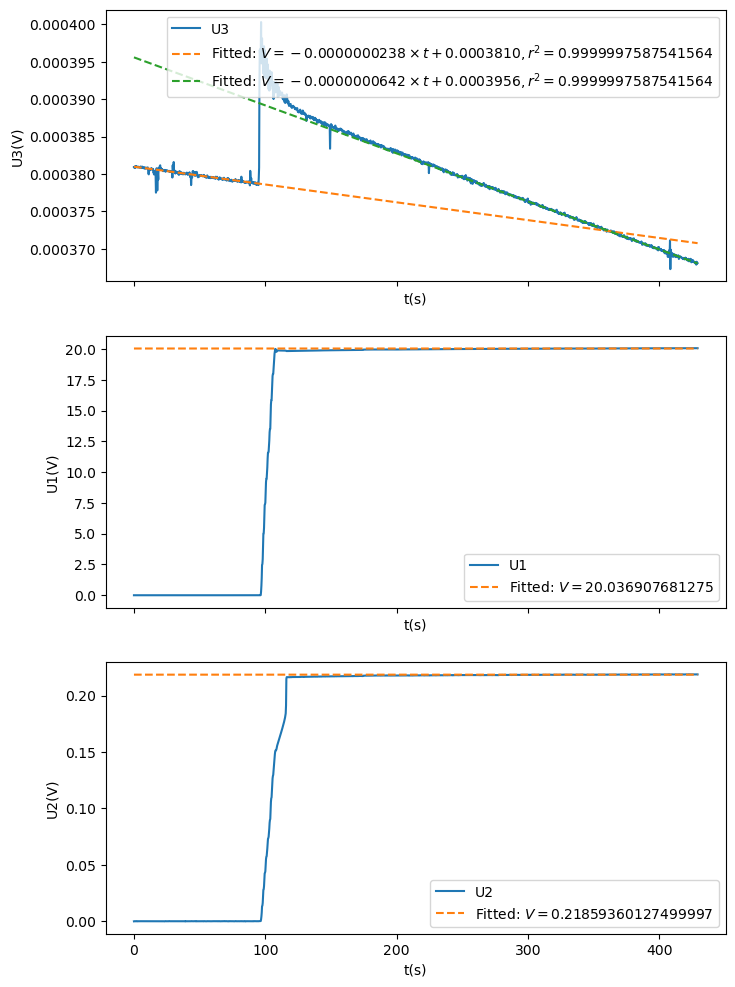 0.000400
0.000395
0.000390
0.000385
0.000380
0.000375
0.000370
U3(V)
U3
Fitted: V = −0.0000000238 × t + 0.0003810, r² = 0.9999997587541564
Fitted: V = −0.0000000642 × t + 0.0003956, r² = 0.9999997587541564
t(s)
20.0
17.5
15.0
12.5
10.0
7.5
5.0
2.5
0.0
U1(V)
U1
Fitted: V = 20.036907681275
t(s)
0.20
0.15
0.10
0.05
0.00
U2(V)
U2
Fitted: V = 0.21859360127499997
0 100 200 300 400
t(s)